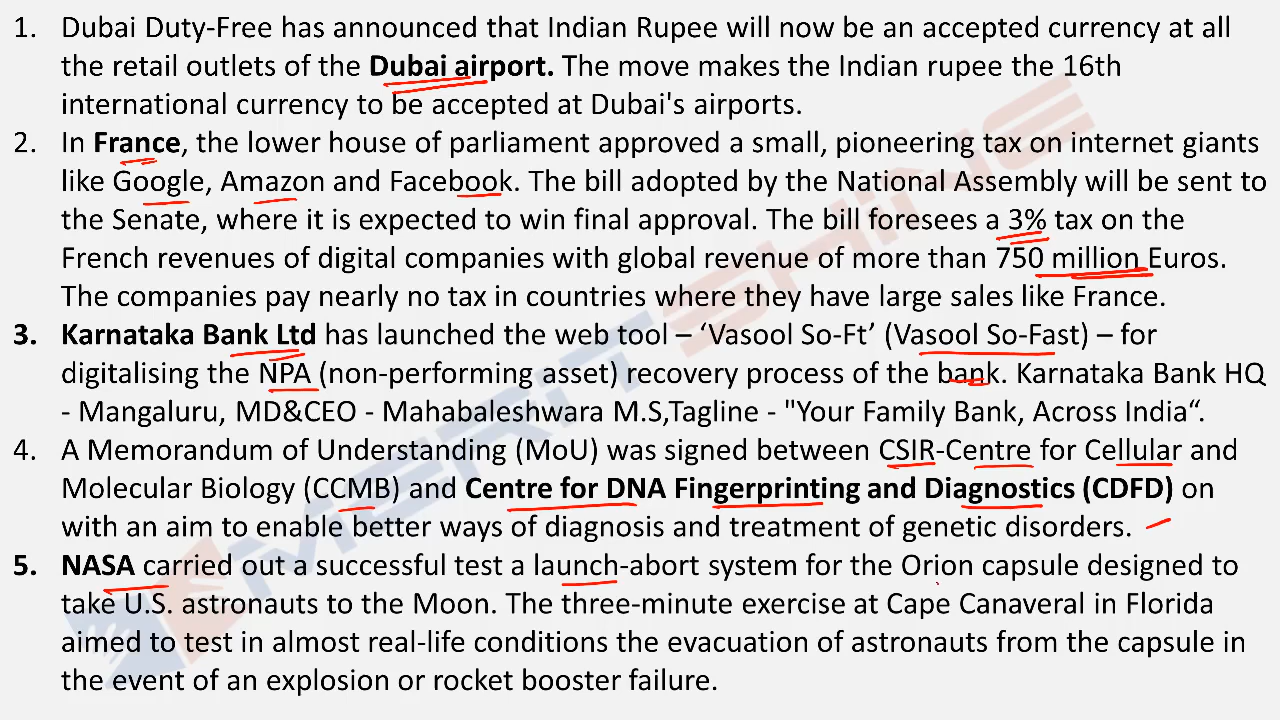 1. Dubai Duty-Free has announced that Indian Rupee will now be an accepted currency at all
the retail outlets of the Dubai airport. The move makes the Indian rupee the 16th
international currency to be accepted at Dubai's airports.
2. In France, the lower house of parliament approved a small, pioneering tax on internet giants
like Google, Amazon and Facebook. The bill adopted by the National Assembly will be sent to
the Senate, where it is expected to win final approval. The bill foresees a 3% tax on the
French revenues of digital companies with global revenue of more than 750 million Euros.
The companies pay nearly no tax in countries where they have large sales like France.
3. Karnataka Bank Ltd has launched the web tool – ‘Vasool So-Ft’ (Vasool So-Fast) – for
digitalising the NPA (non-performing asset) recovery process of the bank. Karnataka Bank HQ
- Mangaluru, MD&CEO - Mahabaleshwara M.S,Tagline - "Your Family Bank, Across India“.
4. A Memorandum of Understanding (MoU) was signed between CSIR-Centre for Cellular and
Molecular Biology (CCMB) and Centre for DNA Fingerprinting and Diagnostics (CDFD) on
with an aim to enable better ways of diagnosis and treatment of genetic disorders.
5. NASA carried out a successful test a launch-abort system for the Orion capsule designed to
take U.S. astronauts to the Moon. The three-minute exercise at Cape Canaveral in Florida
aimed to test in almost real-life conditions the evacuation of astronauts from the capsule in
the event of an explosion or rocket booster failure.
MERIT SHINE